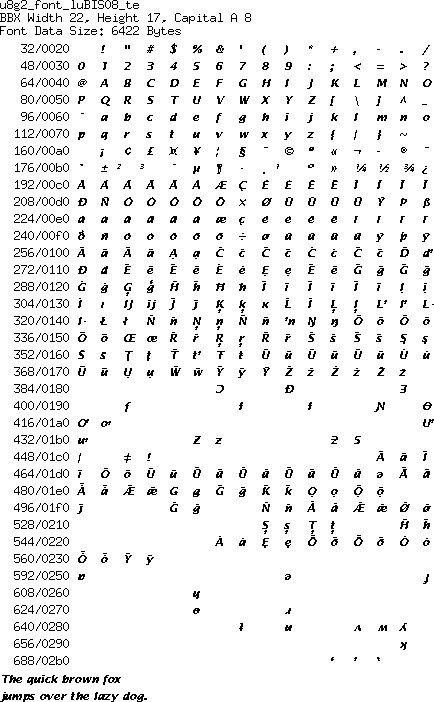 u8g2_font_luBIS08_te
BBX Width 22, Height 17, Capital A 8
Font Data Size: 6422 Bytes
32/0020 ! " # $ % & ' ( ) * + , - . /
48/0030 0 1 2 3 4 5 6 7 8 9 : ; < = > ?
64/0040 @ A B C D E F G H I J K L M N O
80/0050 P Q R S T U V W X Y Z [ \ ] ^ _
96/0060 ` a b c d e f g h i j k l m n o
112/0070 p q r s t u v w x y z { | } ~
160/00a0 ¡ ¢ £ ¤ ¥ ¦ § ¨ © ª « ¬ - ® ¯
176/00b0 ° ± ² ³ ´ µ ¶ · ¸ ¹ º » ¼ ½ ¾ ¿
192/00c0 À Á Â Ã Ä Å Æ Ç È É Ê Ë Ì Í Î Ï
208/00d0 Ð Ñ Ò Ó Ô Õ Ö × Ø Ù Ú Û Ü Ý Þ ß
224/00e0 à á â ã ä å æ ç è é ê ë ì í î ï
240/00f0 ð ñ ò ó ô õ ö ÷ ø ù ú û ü ý þ ÿ
256/0100 Ā ā Ă ă Ą ą Ć ć Ĉ ĉ Ċ ċ Č č Ď ď
272/0110 Đ đ Ē ē Ĕ ĕ Ė ė Ę ę Ě ě Ĝ ĝ Ğ ğ
288/0120 Ġ ġ Ģ ģ Ĥ ĥ Ħ ħ Ĩ ĩ Ī ī Ĭ ĭ Į į
304/0130 İ ı Ĳ ĳ Ĵ ĵ Ķ ķ ĸ Ĺ ĺ Ļ ļ Ľ ľ Ŀ
320/0140 ŀ Ł ł Ń ń Ņ ņ Ň ň ŉ Ŋ ŋ Ō ō Ŏ ŏ
336/0150 Ő ő Œ œ Ŕ ŕ Ŗ ŗ Ř ř Ś ś Ŝ ŝ Ş ş
352/0160 Š š Ţ ţ Ť ť Ŧ ŧ Ũ ũ Ū ū Ŭ ŭ Ů ů
368/0170 Ű ű Ų ų Ŵ ŵ Ŷ ŷ Ÿ Ź ź Ż ż Ž ž
384/0180 Ɔ Ɖ Ǝ
400/0190 ƒ ƚ Ɲ Ɵ
416/01a0 Ơ ơ Ư
432/01b0 ư Ƶ ƶ
448/01c0 ǀ ǂ ǃ Ǎ ǎ Ǐ
464/01d0 ǐ Ǒ ǒ Ǔ ǔ Ǖ ǖ Ǘ ǘ Ǚ ǚ Ǜ ǜ ǝ Ǟ ǟ
480/01e0 Ǡ ǡ Ǣ ǣ Ǥ ǥ Ǧ ǧ Ǩ ǩ Ǫ ǫ Ǭ ǭ
496/01f0 ǰ Ǵ ǵ Ǹ ǹ Ǻ ǻ Ǽ ǽ Ǿ ǿ
528/0210 Ș ș Ț ț Ȟ ȟ
544/0220 Ȧ ȧ Ȩ ȩ Ȫ ȫ Ȭ ȭ Ȯ ȯ
560/0230 Ȱ ȱ Ȳ ȳ
592/0250
608/0260 ɥ
624/0270 ɵ
640/0280 ʌ ʍ ʎ
656/0290 ʞ
688/02b0
The quick brown fox
jumps over the lazy dog.